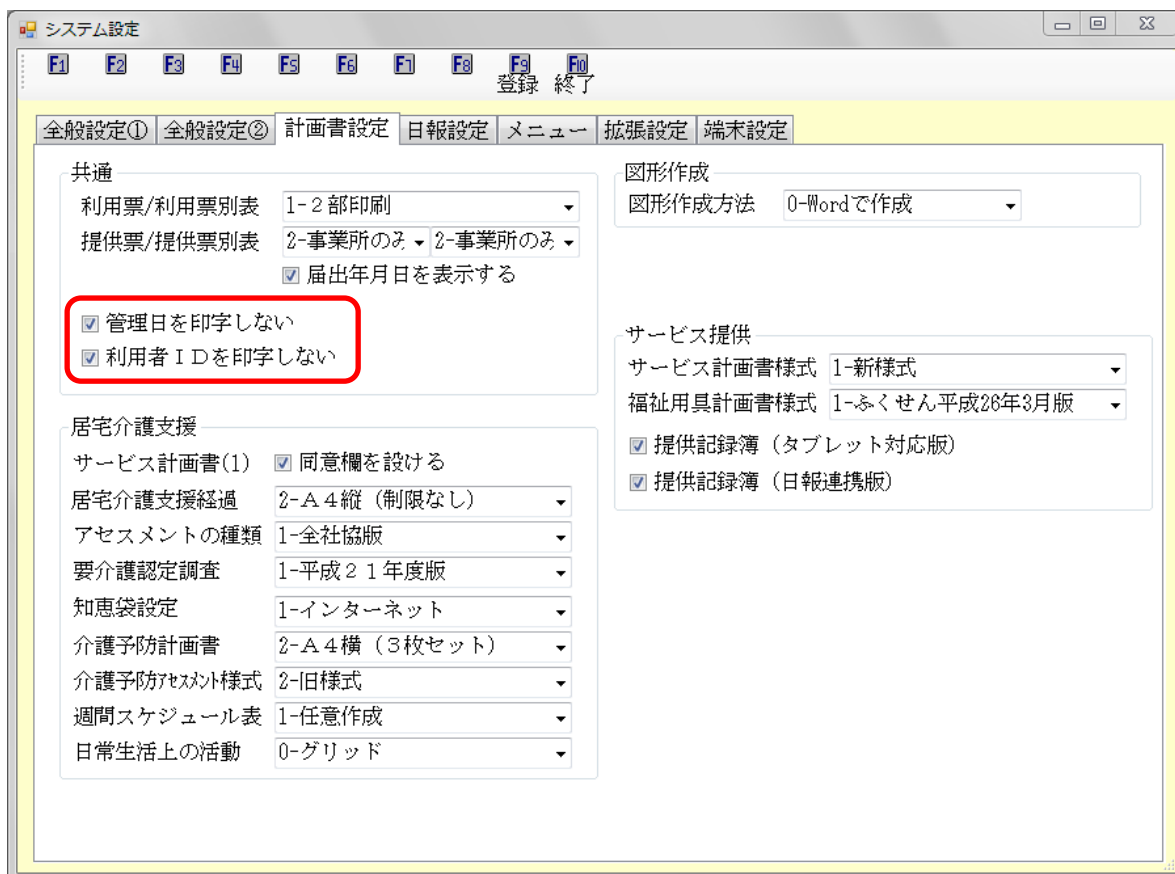 システム設定
F1 F2 F3 F4 F5 F6 F7 F8 F9 F10
登録 終了
全般設定① 全般設定② 計画書設定 日報設定 メニュー 拡張設定 端末設定
共通
利用票/利用票別表 1-2部印刷
提供票/提供票別表 2-事業所のみ 2-事業所のみ
届出年月日を表示する
管理日を印字しない
利用者IDを印字しない
居宅介護支援
サービス計画書(1) 同意欄を設ける
居宅介護支援経過 2-A4縦(制限なし)
アセスメントの種類 1-全社協版
要介護認定調査 1-平成21年度版
知恵袋設定 1-インターネット
介護予防計画書 2-A4横(3枚セット)
介護予防アセスメント様式 2-旧様式
週間スケジュール表 1-任意作成
日常生活上の活動 0-グリッド
図形作成
図形作成方法 0-Wordで作成
サービス提供
サービス計画書様式 1-新様式
福祉用具計画書様式 1-ふくせん平成26年3月版
提供記録簿(タブレット対応版)
提供記録簿(日報連携版)